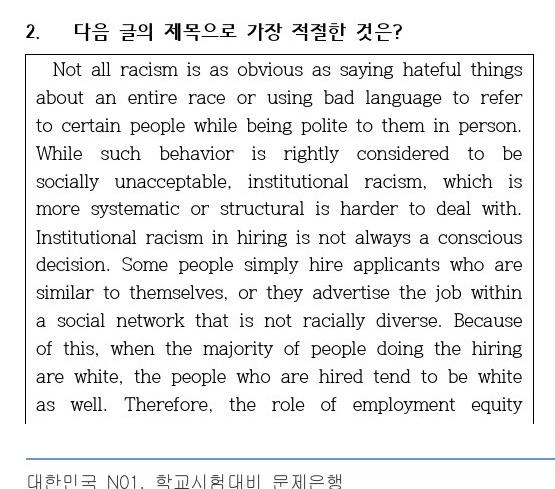 2. 다음 글의 제목으로 가장 적절한 것은?
Not all racism is as obvious as saying hateful things
about an entire race or using bad language to refer
to certain people while being polite to them in person.
While such behavior is rightly considered to be
socially unacceptable, institutional racism, which is
more systematic or structural is harder to deal with.
Institutional racism in hiring is not always a conscious
decision. Some people simply hire applicants who are
similar to themselves, or they advertise the job within
a social network that is not racially diverse. Because
of this, when the majority of people doing the hiring
are white, the people who are hired tend to be white
as well. Therefore, the role of employment equity
대한민국 NO1. 학교시험대비 문제은행